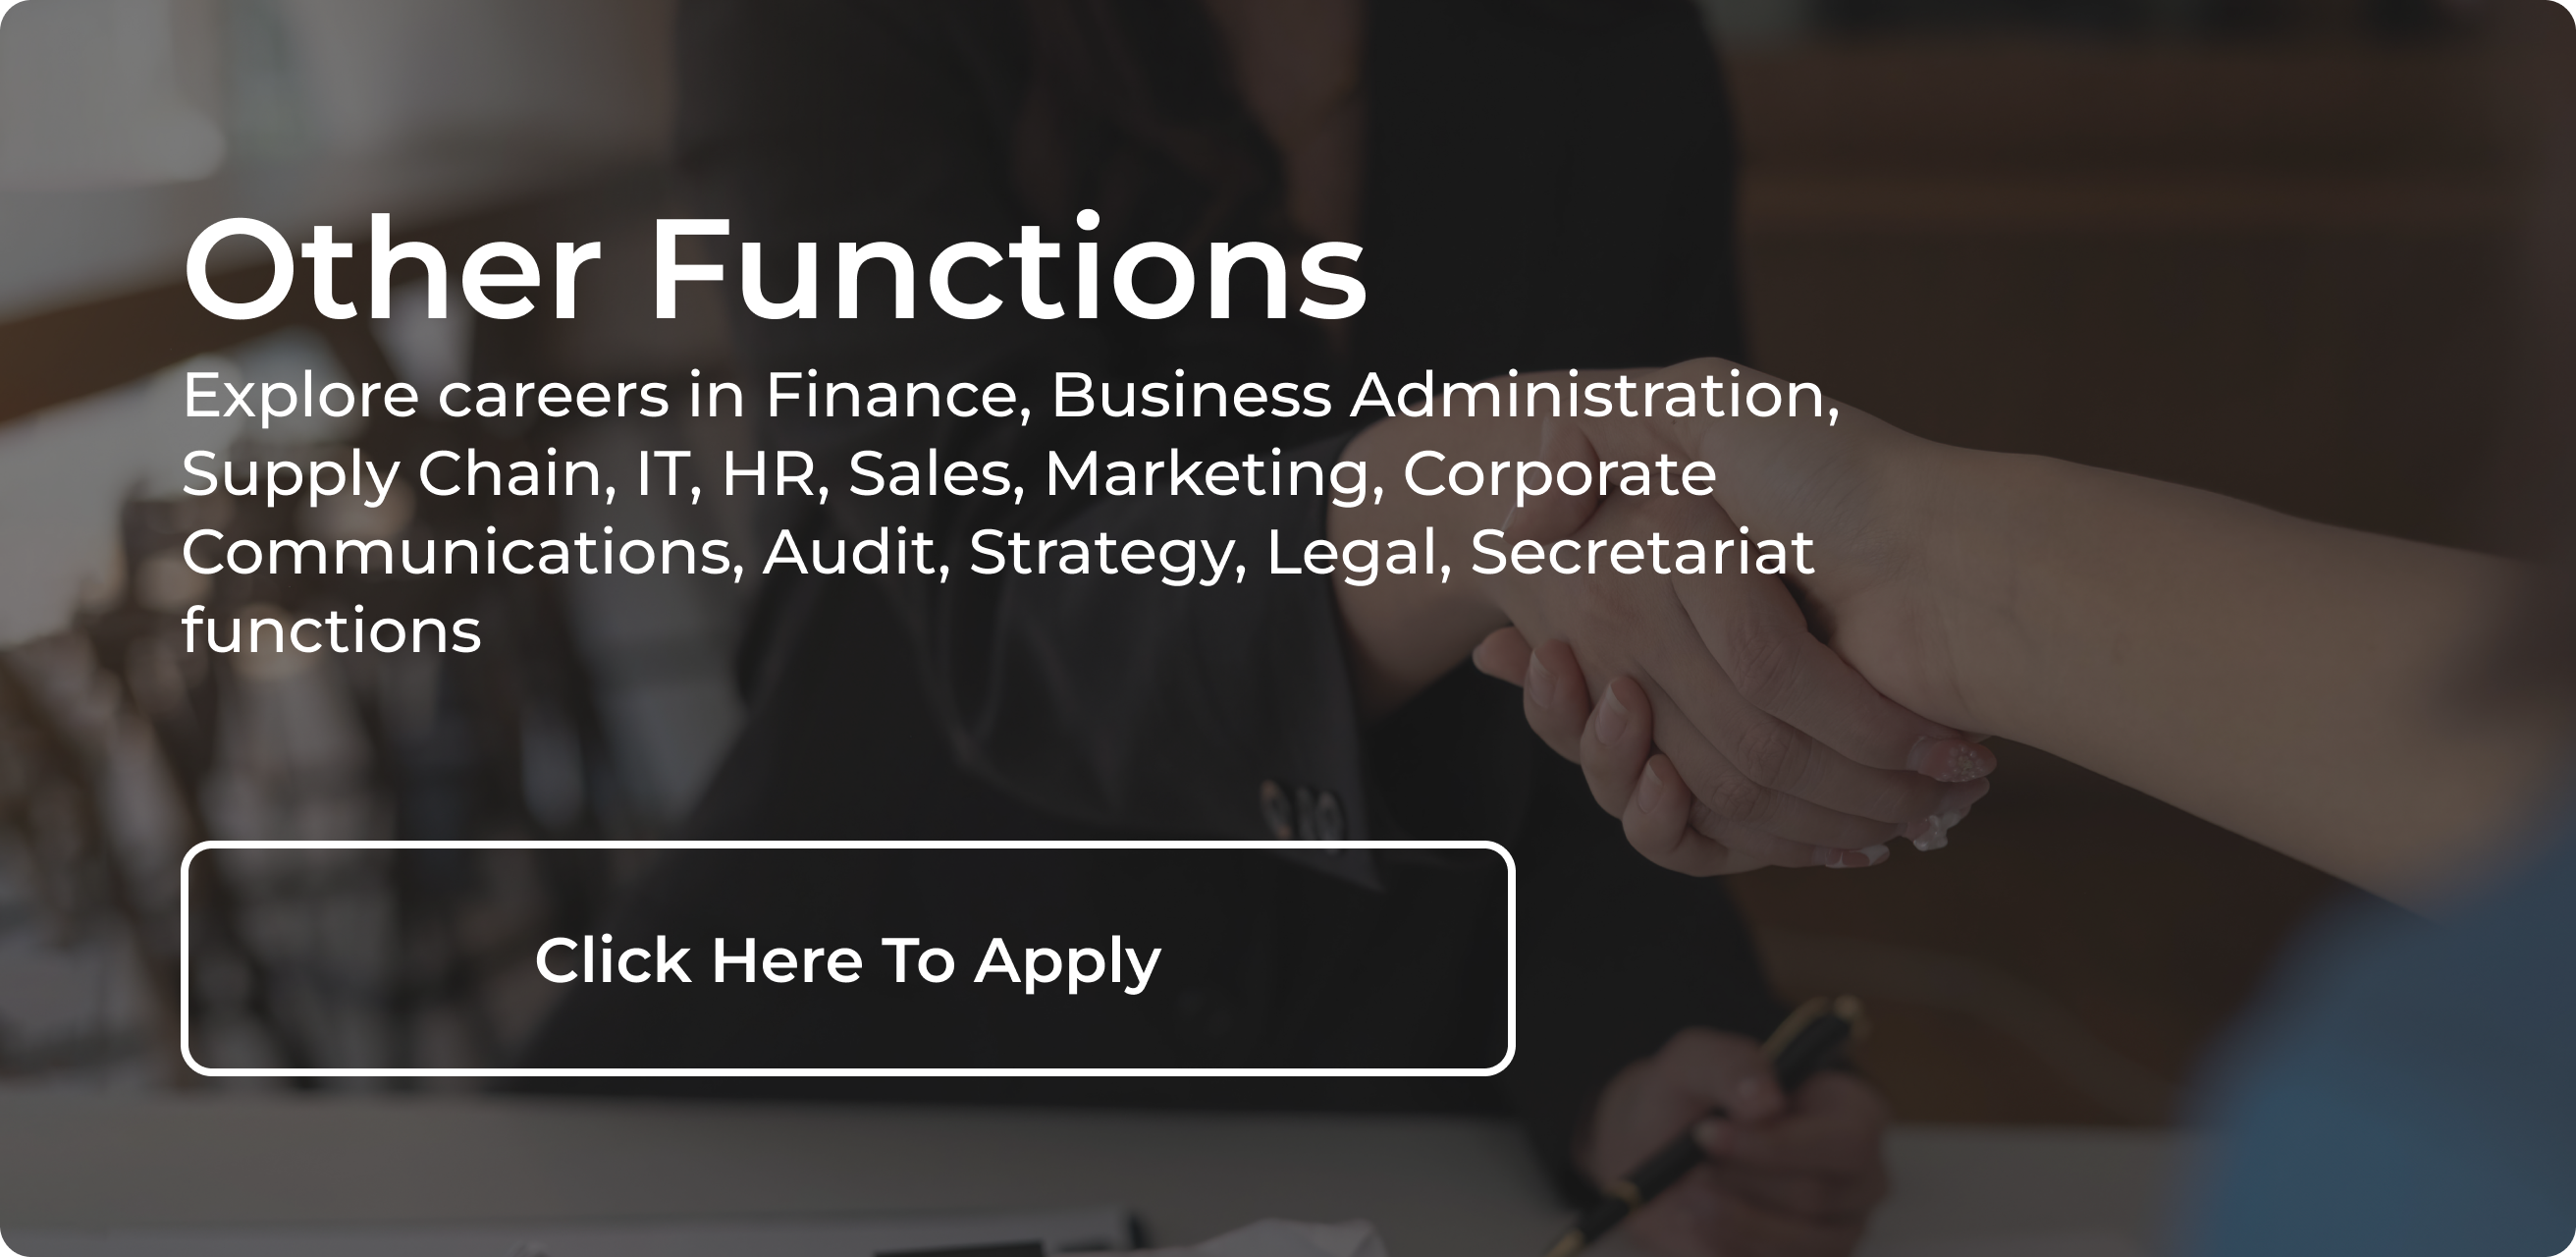 Other Functions
Explore careers in Finance, Business Administration,
Supply Chain, IT, HR, Sales, Marketing, Corporate
Communications, Audit, Strategy, Legal, Secretariat
functions
Click Here To Apply